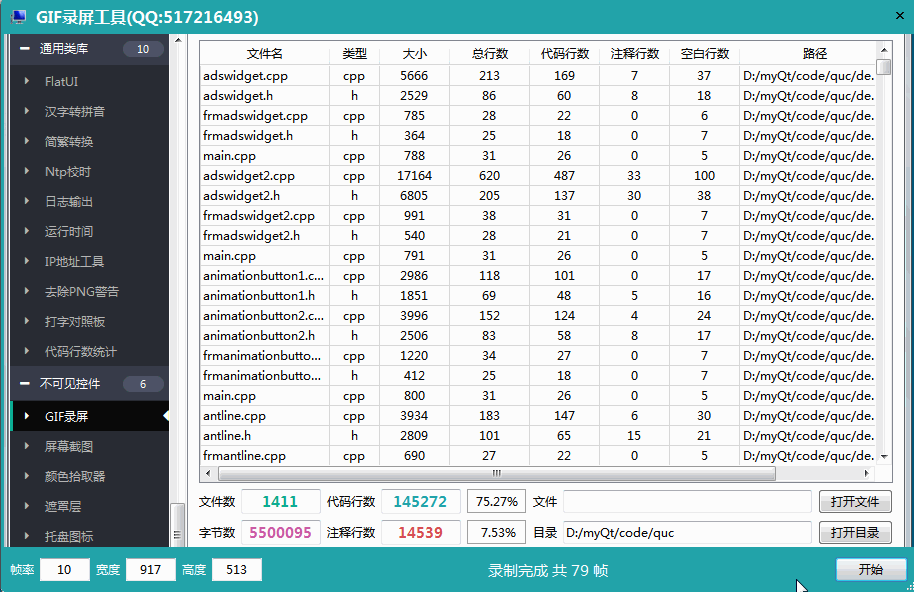 GIF录屏工具(QQ:517216493)
通用类库 10
FlatUI
汉字转拼音
简繁转换
Ntp校时
日志输出
运行时间
IP地址工具
去除PNG警告
打字对照板
代码行数统计
不可见控件 6
GIF录屏
屏幕截图
颜色拾取器
遮罩层
托盘图标
文件名 类型 大小 总行数 代码行数 注释行数 空白行数 路径
adswidget.cpp cpp 5666 213 169 7 37 D:/myQt/code/quc/de.
adswidget.h h 2529 86 60 8 18 D:/myQt/code/quc/de.
frmadswidget.cpp cpp 785 28 22 0 6 D:/myQt/code/quc/de.
frmadswidget.h h 364 25 18 0 7 D:/myQt/code/quc/de.
main.cpp cpp 788 31 26 0 5 D:/myQt/code/quc/de.
adswidget2.cpp cpp 17164 620 487 33 100 D:/myQt/code/quc/de.
adswidget2.h h 6805 205 137 30 38 D:/myQt/code/quc/de.
frmadswidget2.cpp cpp 991 38 31 0 7 D:/myQt/code/quc/de.
frmadswidget2.h h 540 28 21 0 7 D:/myQt/code/quc/de.
main.cpp cpp 791 31 26 0 5 D:/myQt/code/quc/de.
animationbutton1.c... cpp 2986 118 101 0 17 D:/myQt/code/quc/de.
animationbutton1.h h 1851 69 48 5 16 D:/myQt/code/quc/de.
animationbutton2.c... cpp 3996 152 124 4 24 D:/myQt/code/quc/de.
animationbutton2.h h 2506 83 58 8 17 D:/myQt/code/quc/de.
frmanimationbutto... cpp 1220 34 27 0 7 D:/myQt/code/quc/de.
frmanimationbutto... h 412 25 18 0 7 D:/myQt/code/quc/de.
main.cpp cpp 800 31 26 0 5 D:/myQt/code/quc/de.
antline.cpp cpp 3934 183 147 6 30 D:/myQt/code/quc/de.
antline.h h 2809 101 65 15 21 D:/myQt/code/quc/de.
frmantline.cpp cpp 690 27 22 0 5 D:/myQt/code/quc/de.
文件数 1411 代码行数 145272 75.27% 文件 打开文件
字节数 5500095 注释行数 14539 7.53% 目录 D:/myQt/code/quc 打开目录
帧率 10 宽度 917 高度 513 录制完成 共 79 帧 开始